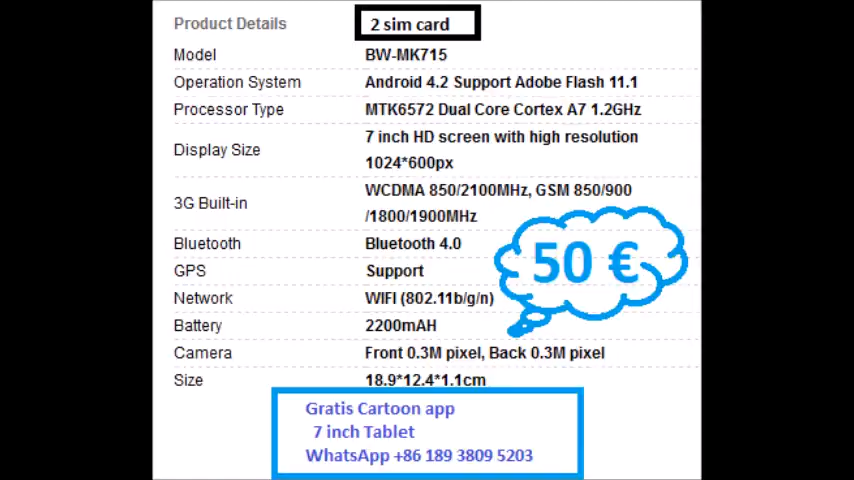 Product Details 2 sim card
Model BW-MK715
Operation System Android 4.2 Support Adobe Flash 11.1
Processor Type MTK6572 Dual Core Cortex A7 1.2GHz
Display Size 7 inch HD screen with high resolution
1024*600px
3G Built-in WCDMA 850/2100MHz, GSM 850/900
/1800/1900MHz
Bluetooth Bluetooth 4.0
50 €
GPS Support
Network WIFI (802.11b/g/n)
Battery 2200mAH
Camera Front 0.3M pixel, Back 0.3M pixel
Size 18.9*12.4*1.1cm
Gratis Cartoon app
7 inch Tablet
WhatsApp +86 189 3809 5203